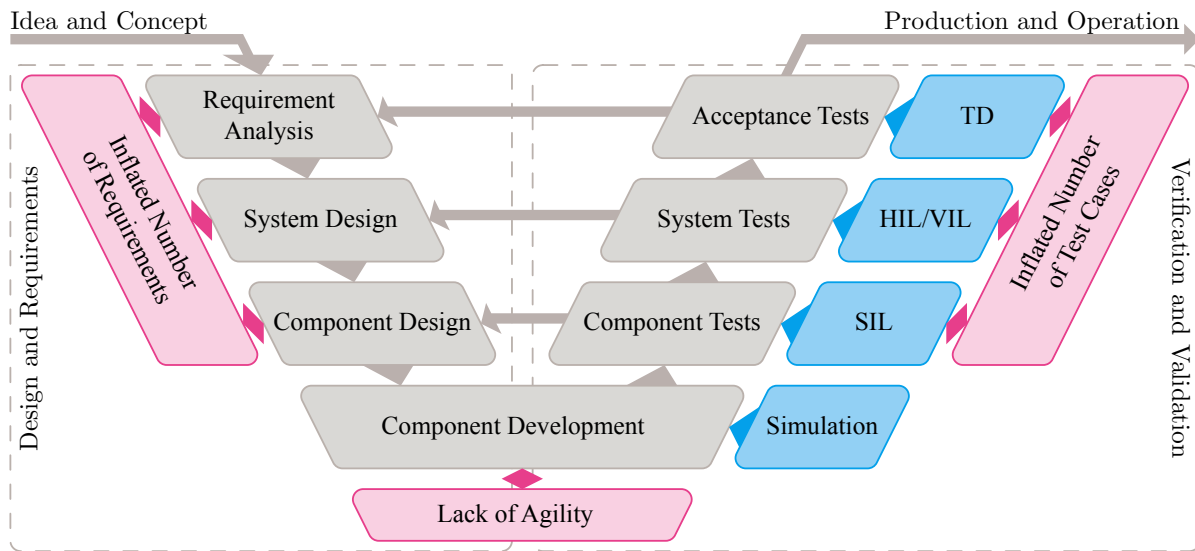 Idea and Concept
Production and Operation
Design and Requirements
Inflated Number
of Requirements
Requirement
Analysis
Acceptance Tests
TD
Inflated Number
of Test Cases
Verification and Validation
System Design
System Tests
HIL/VIL
Component Design
Component Tests
SIL
Component Development
Simulation
Lack of Agility